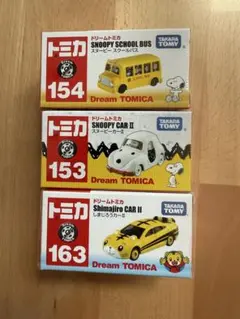 トミカ
154
ドリームトミカ
SNOOPY SCHOOL BUS
スヌーピー スクールバス
TAKARA TOMY
Dream TOMICA
トミカ
153
ドリームトミカ
SNOOPY CAR II
スヌーピーカーII
TAKARA TOMY
Dream TOMICA
トミカ
163
ドリームトミカ
Shimajiro CAR II
しまじろうカーII
TAKARA TOMY
Dream TOMICA